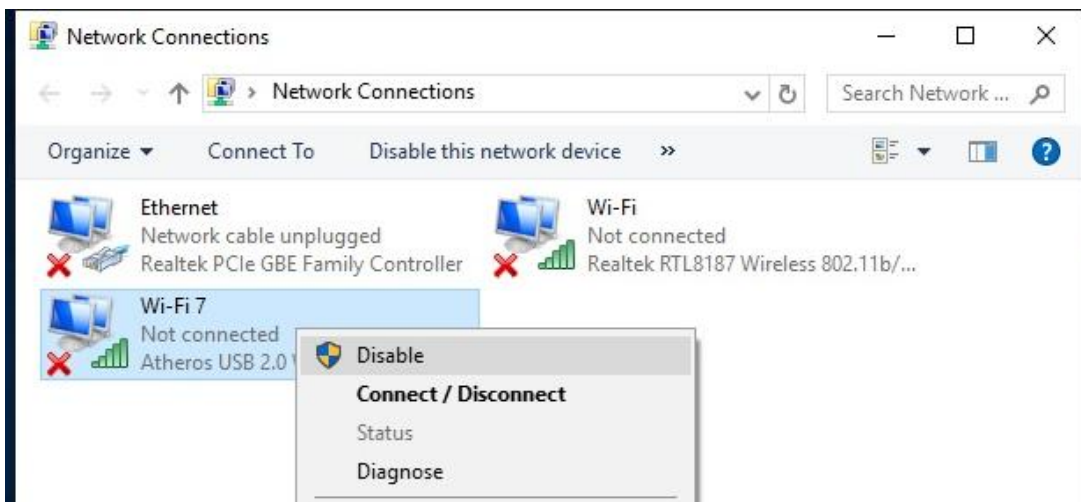 Network Connections
Network Connections
Search Network ...
Organize
Connect To
Disable this network device
»
Ethernet
Network cable unplugged
Realtek PCIe GBE Family Controller
Wi-Fi
Not connected
Realtek RTL8187 Wireless 802.11b/...
Wi-Fi 7
Not connected
Atheros USB 2.0
Disable
Connect / Disconnect
Status
Diagnose